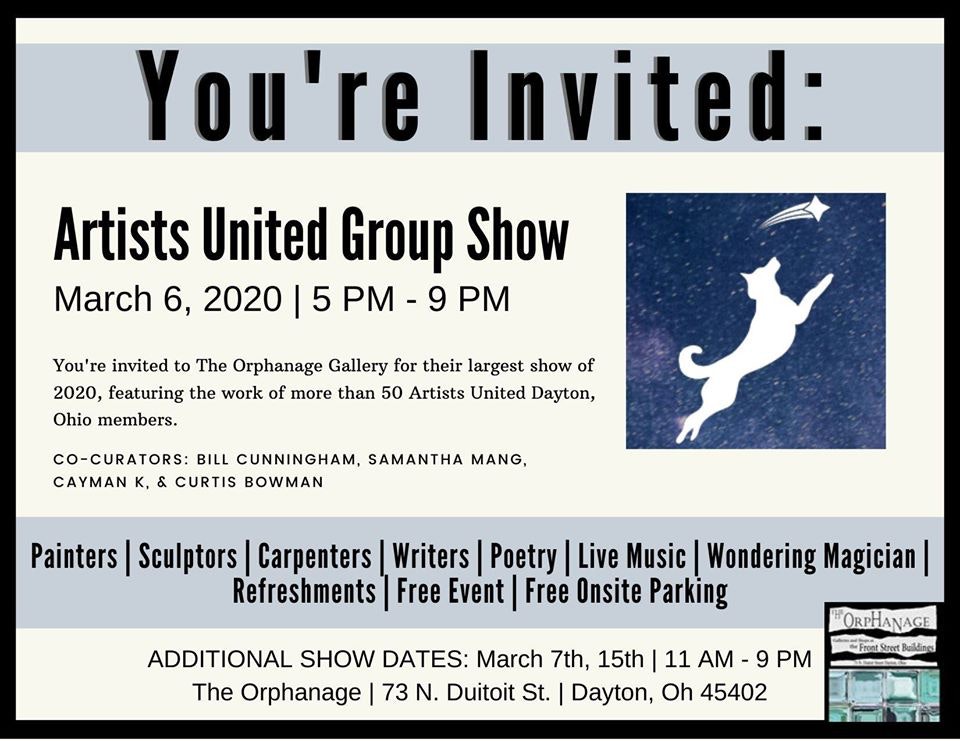 You're Invited:
Artists United Group Show
March 6, 2020 | 5 PM - 9 PM
You're invited to The Orphanage Gallery for their largest show of
2020, featuring the work of more than 50 Artists United Dayton,
Ohio members.
CO-CURATORS: BILL CUNNINGHAM, SAMANTHA MANG,
CAYMAN K, & CURTIS BOWMAN
Painters | Sculptors | Carpenters | Writers | Poetry | Live Music | Wondering Magician |
Refreshments | Free Event | Free Onsite Parking
THE ORPHANAGE
Galleries and Shops at
the Front Street Buildings
ADDITIONAL SHOW DATES: March 7th, 15th | 11 AM - 9 PM
The Orphanage | 73 N. Duitoit St. | Dayton, Oh 45402